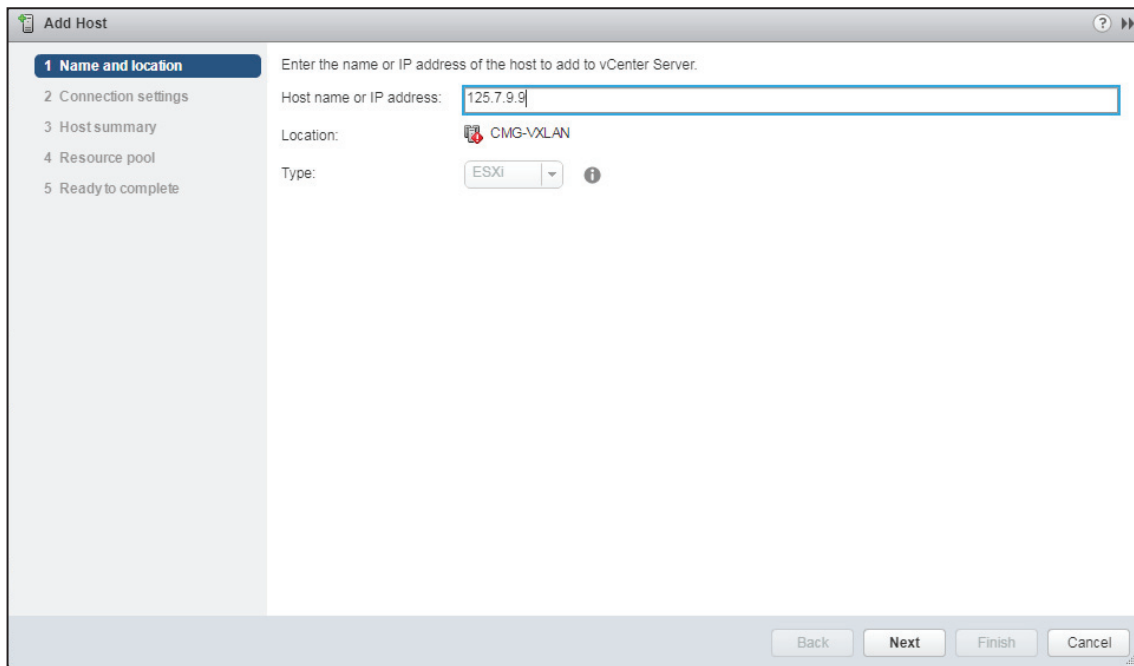 Add Host
?
1 Name and location
2 Connection settings
3 Host summary
4 Resource pool
5 Ready to complete
Enter the name or IP address of the host to add to vCenter Server.
Host name or IP address: 125.7.9.9
Location: CMG-VXLAN
Type: ESXi
Back Next Finish Cancel